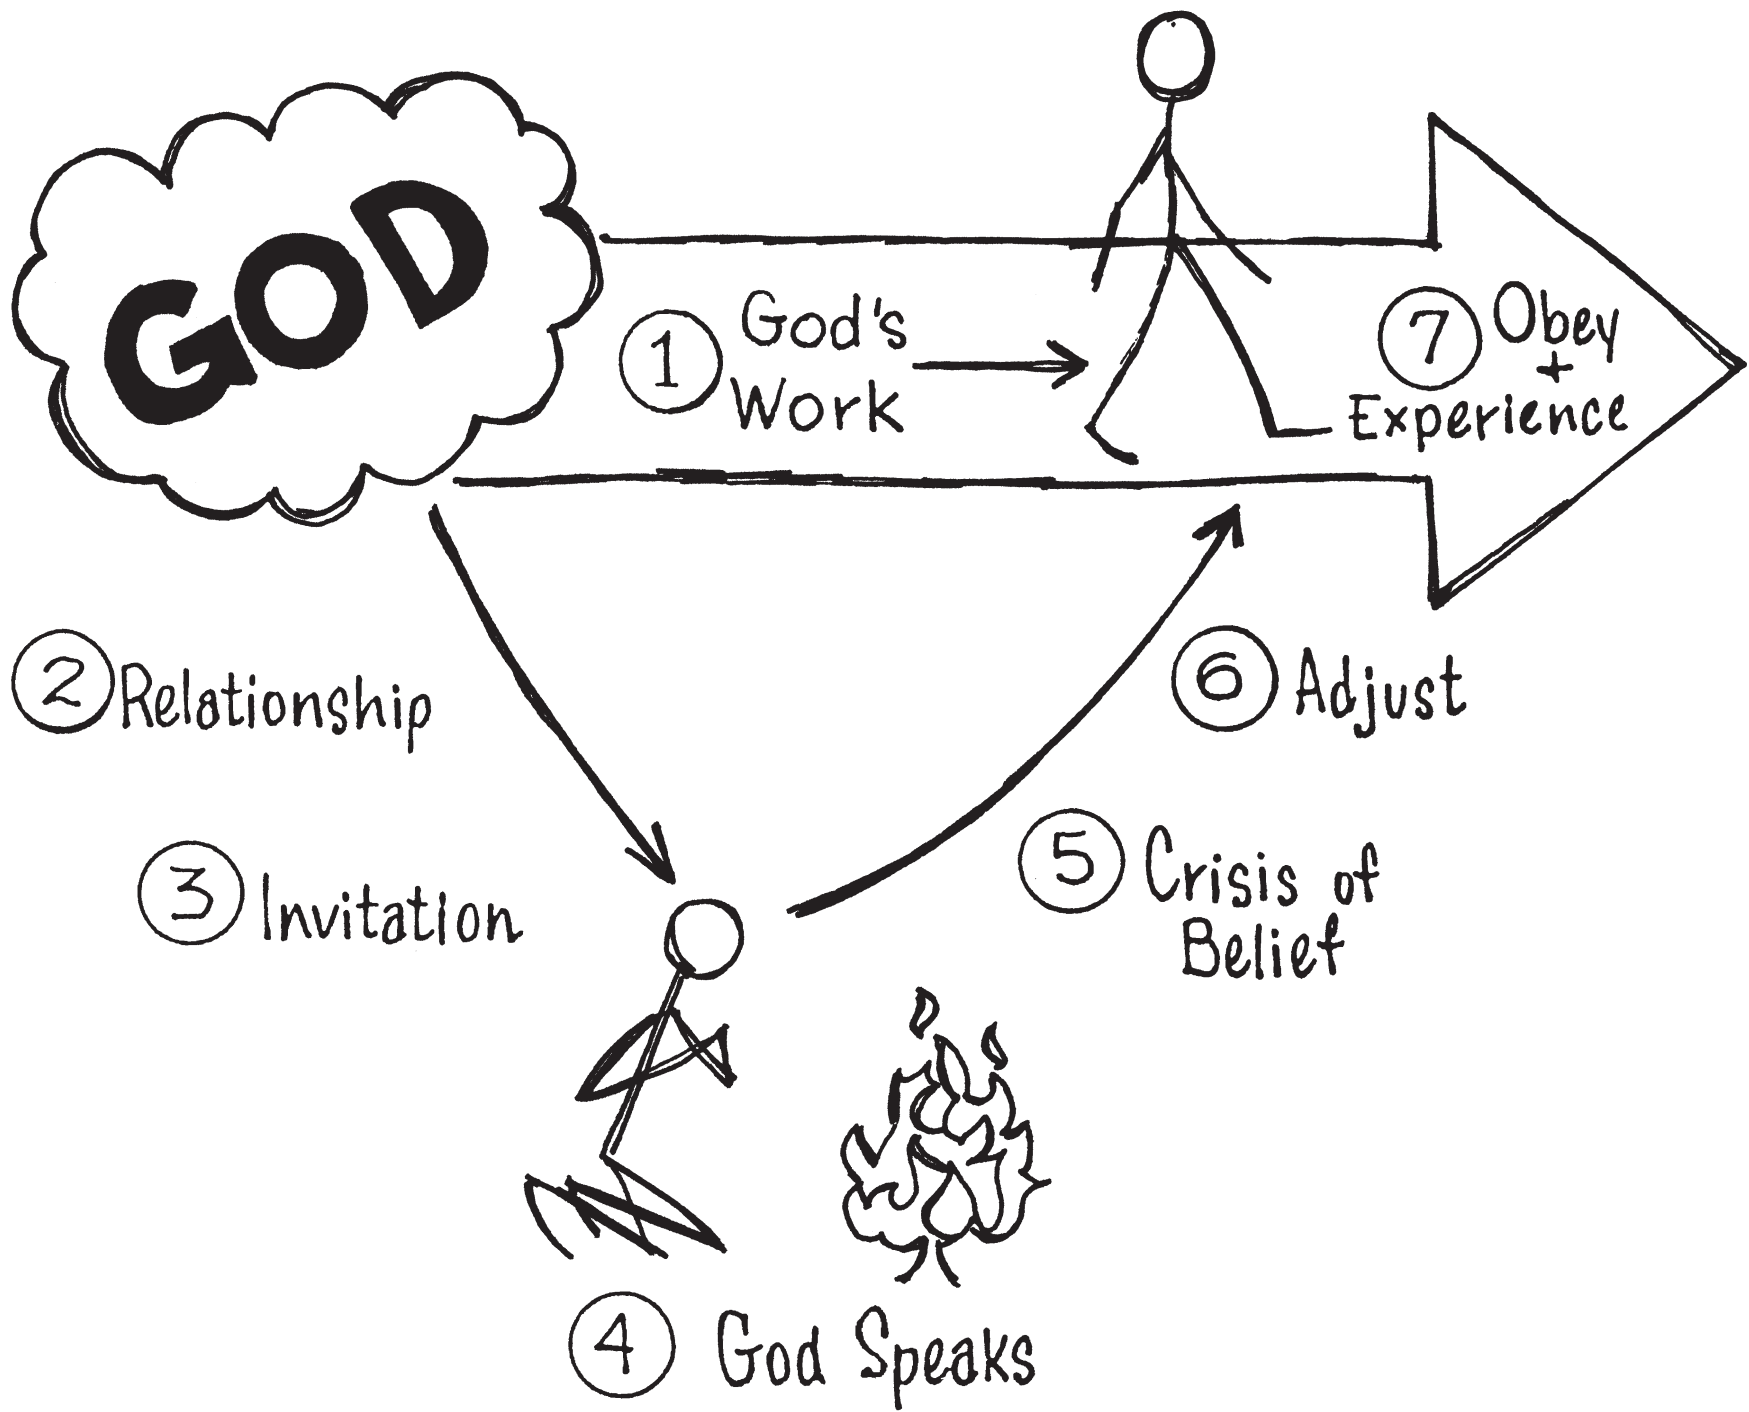 GOD
1 God's
Work
7 Obey
+
Experience
2 Relationship
3 Invitation
4 God Speaks
5 Crisis of
Belief
6 Adjust